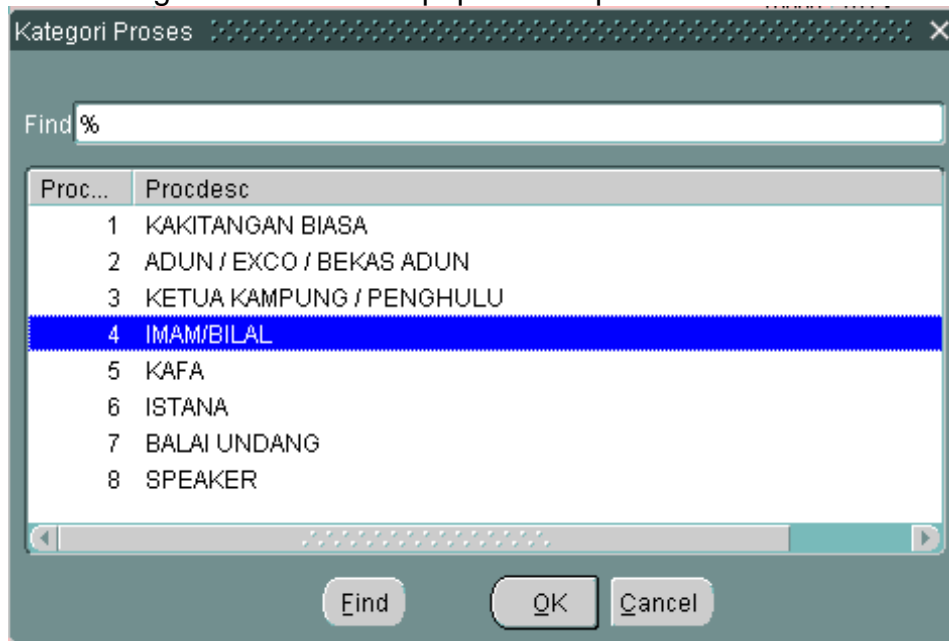 Kategori Proses
Find %
Proc... Procdesc
1 KAKITANGAN BIASA
2 ADUN / EXCO / BEKAS ADUN
3 KETUA KAMPUNG / PENGHULU
4 IMAM/BILAL
5 KAFA
6 ISTANA
7 BALAI UNDANG
8 SPEAKER
Find OK Cancel